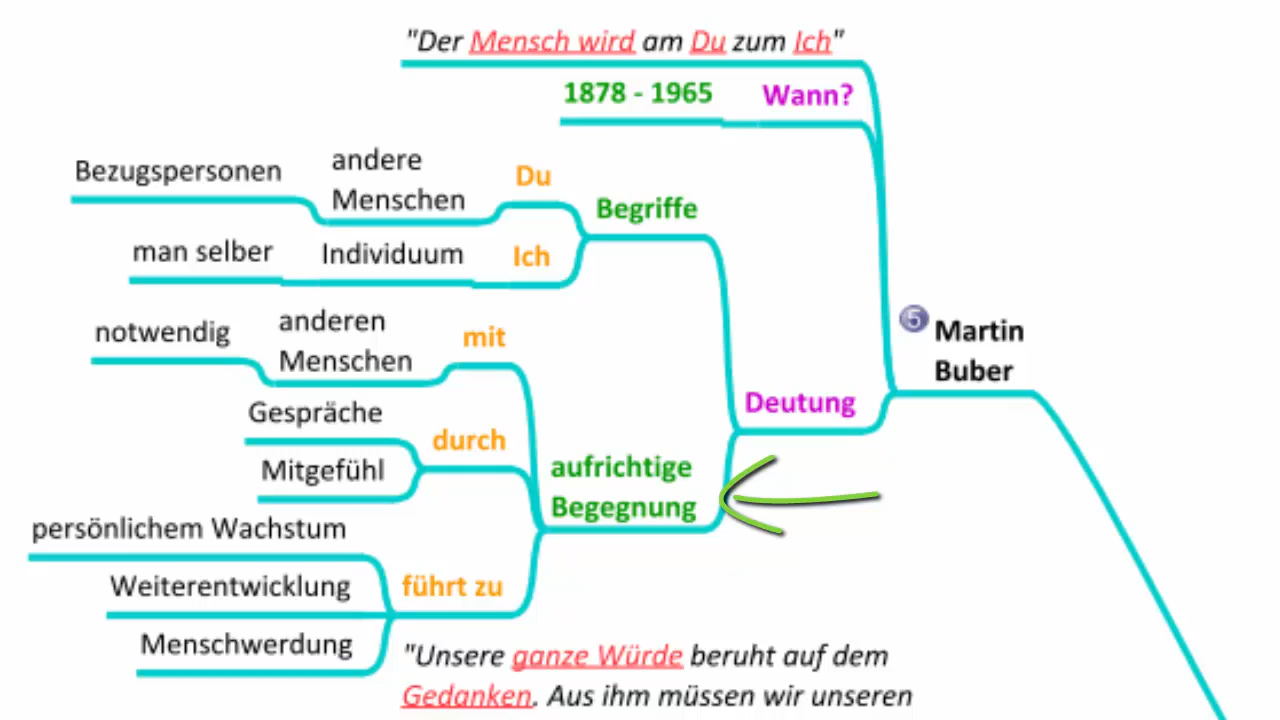 "Der Mensch wird am Du zum Ich"
1878 - 1965
Wann?
Bezugspersonen
andere
Menschen
Du
Begriffe
man selber
Individuum
Ich
notwendig
anderen
Menschen
mit
5
Martin
Buber
Deutung
Gespräche
durch
Mitgefühl
aufrichtige
Begegnung
persönlichem Wachstum
Weiterentwicklung
führt zu
Menschwerdung
"Unsere ganze Würde beruht auf dem
Gedanken. Aus ihm müssen wir unseren